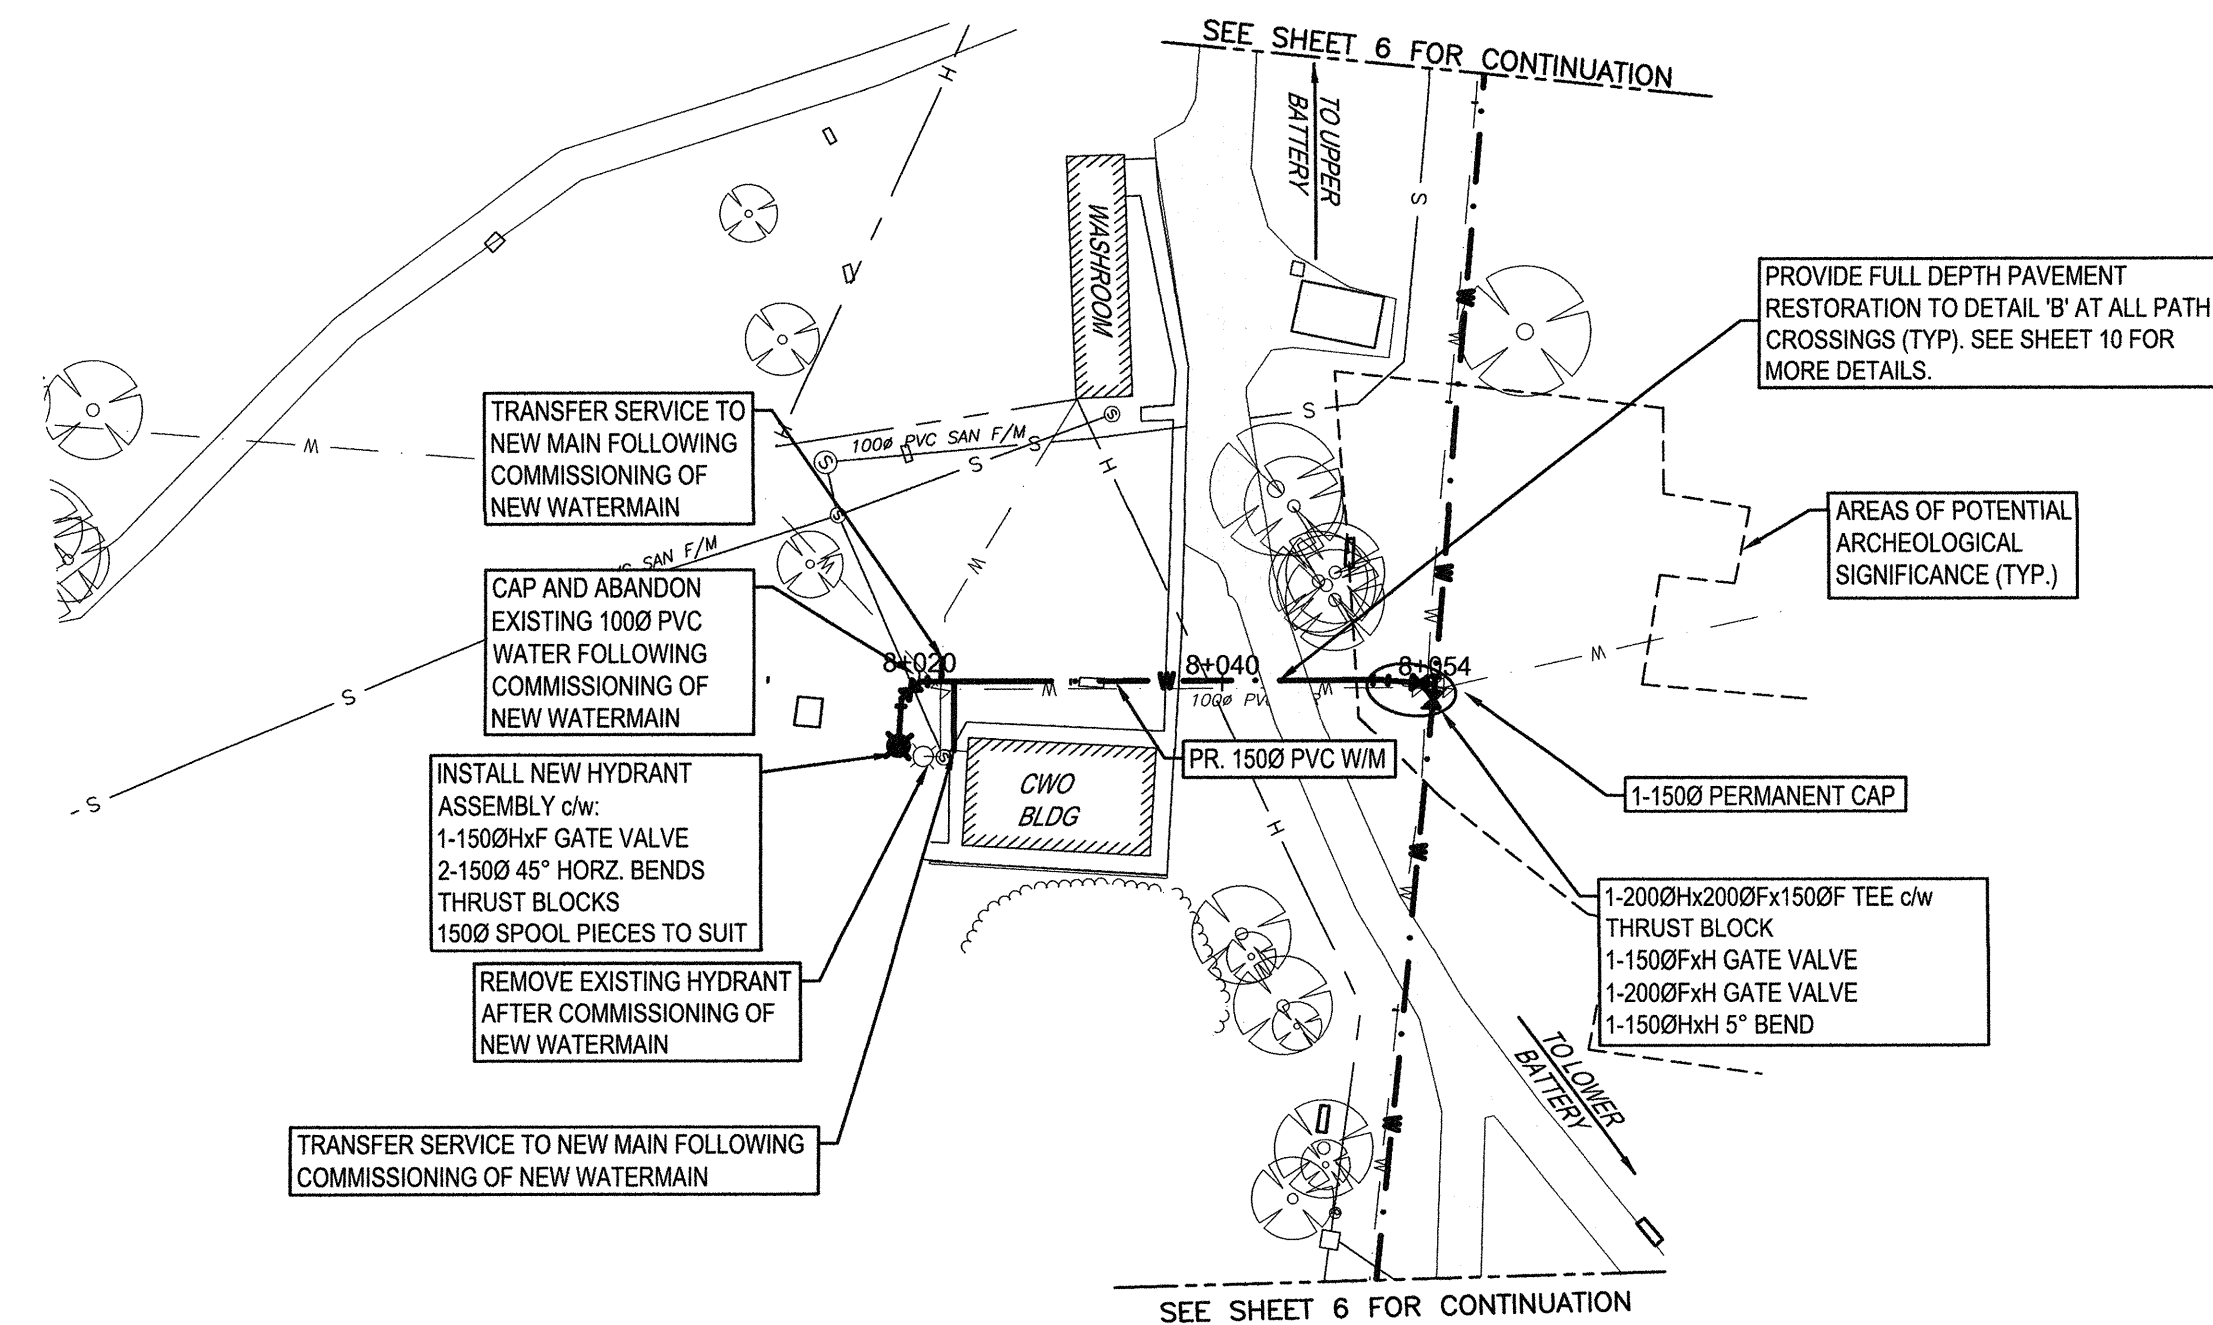 SEE SHEET 6 FOR CONTINUATION
TO UPPER
BATTERY
WASHROOM
H
S
W
PROVIDE FULL DEPTH PAVEMENT
RESTORATION TO DETAIL 'B' AT ALL PATH
CROSSINGS (TYP). SEE SHEET 10 FOR
MORE DETAILS.
W
W
TRANSFER SERVICE TO
NEW MAIN FOLLOWING
COMMISSIONING OF
NEW WATERMAIN
H
100ø PVC SAN F/M
S
S
S
S
S
H
S
AREAS OF POTENTIAL
ARCHEOLOGICAL
SIGNIFICANCE (TYP.)
SAN F/M
W
W
W
W
CAP AND ABANDON
EXISTING 100Ø PVC
WATER FOLLOWING
COMMISSIONING OF
NEW WATERMAIN
8+020
8+040
8+054
W
W
W
W
100ø PV
S
S
INSTALL NEW HYDRANT
ASSEMBLY c/w:
1-150ØHxF GATE VALVE
2-150Ø 45° HORZ. BENDS
THRUST BLOCKS
150Ø SPOOL PIECES TO SUIT
S
PR. 150Ø PVC W/M
CWO
BLDG
H
1-150Ø PERMANENT CAP
W
W
1-200ØHx200ØFx150ØF TEE c/w
THRUST BLOCK
1-150ØFxH GATE VALVE
1-200ØFxH GATE VALVE
1-150ØHxH 5° BEND
REMOVE EXISTING HYDRANT
AFTER COMMISSIONING OF
NEW WATERMAIN
TO LOWER
BATTERY
W
W
TRANSFER SERVICE TO NEW MAIN FOLLOWING
COMMISSIONING OF NEW WATERMAIN
SEE SHEET 6 FOR CONTINUATION